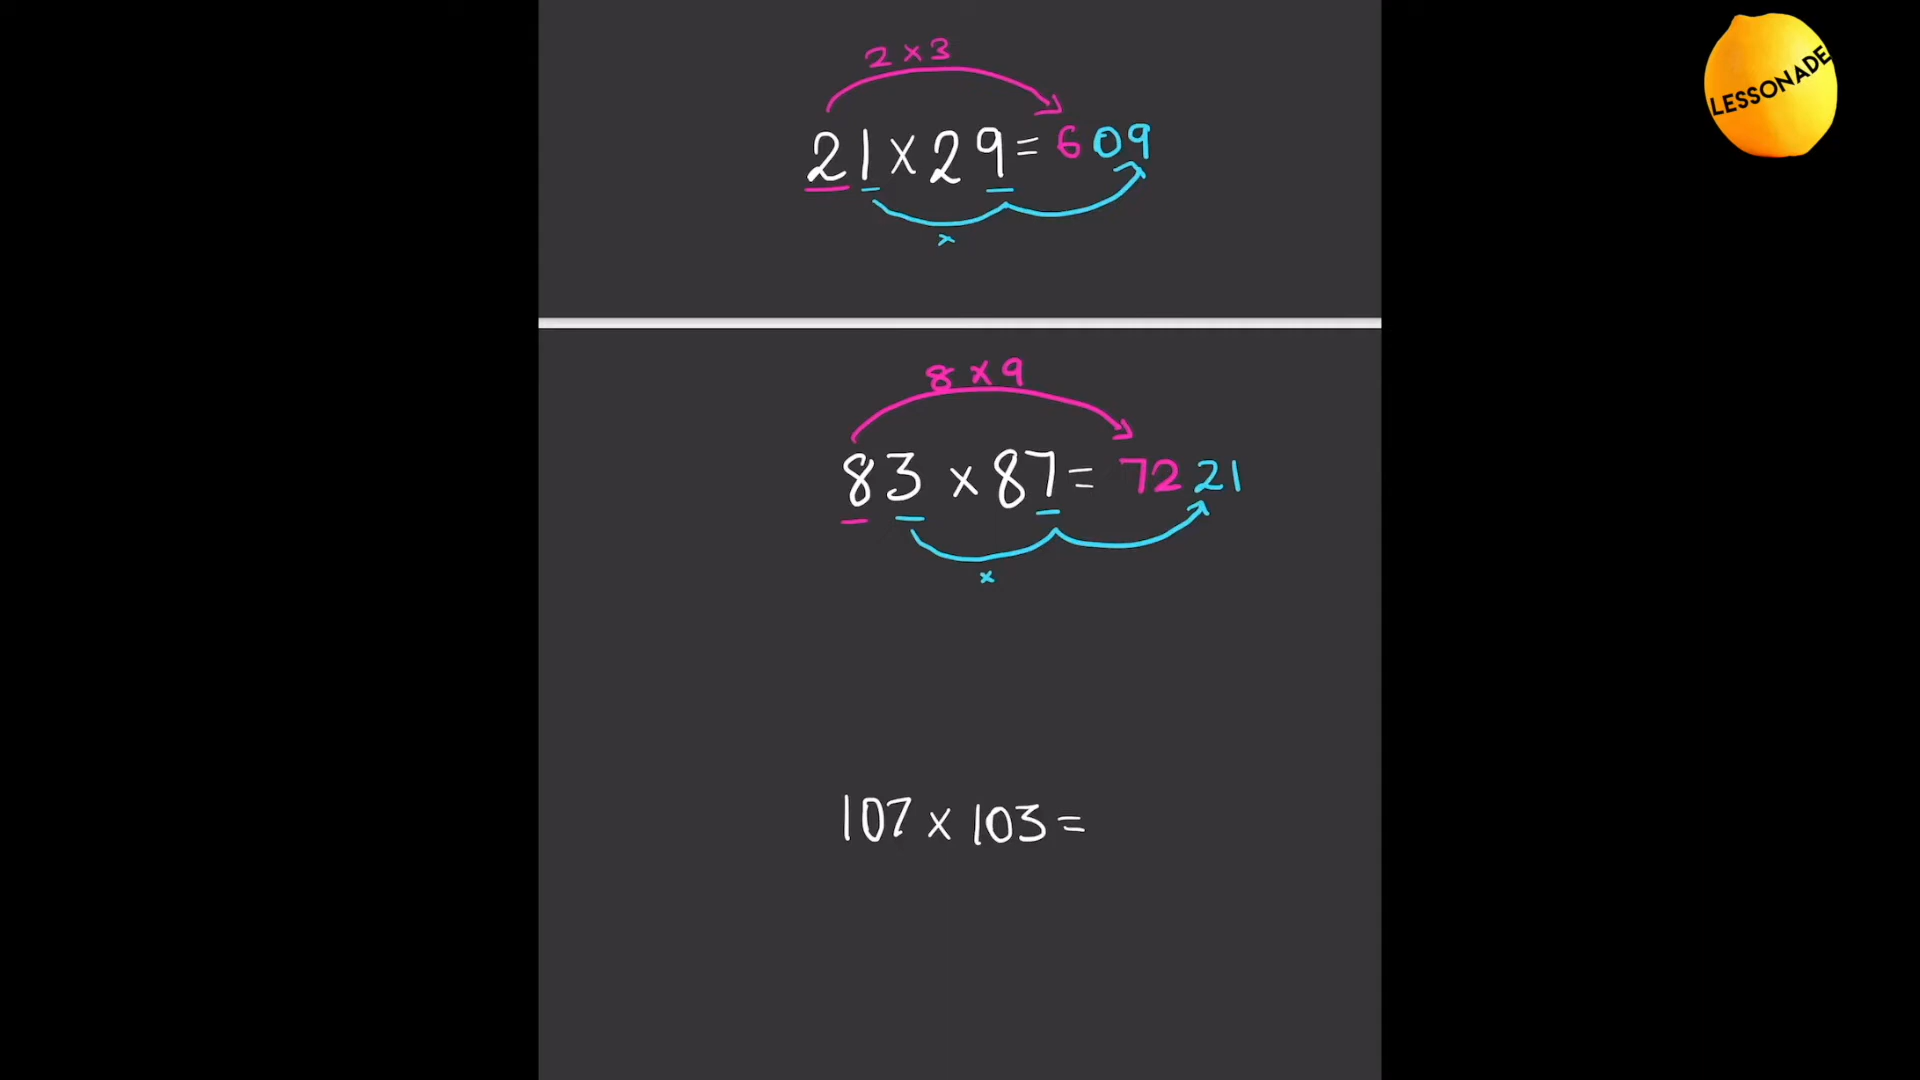 LESSONADE
2 × 3
21 × 29 = 609
×
8 × 9
83 × 87 = 7221
×
107 × 103 =